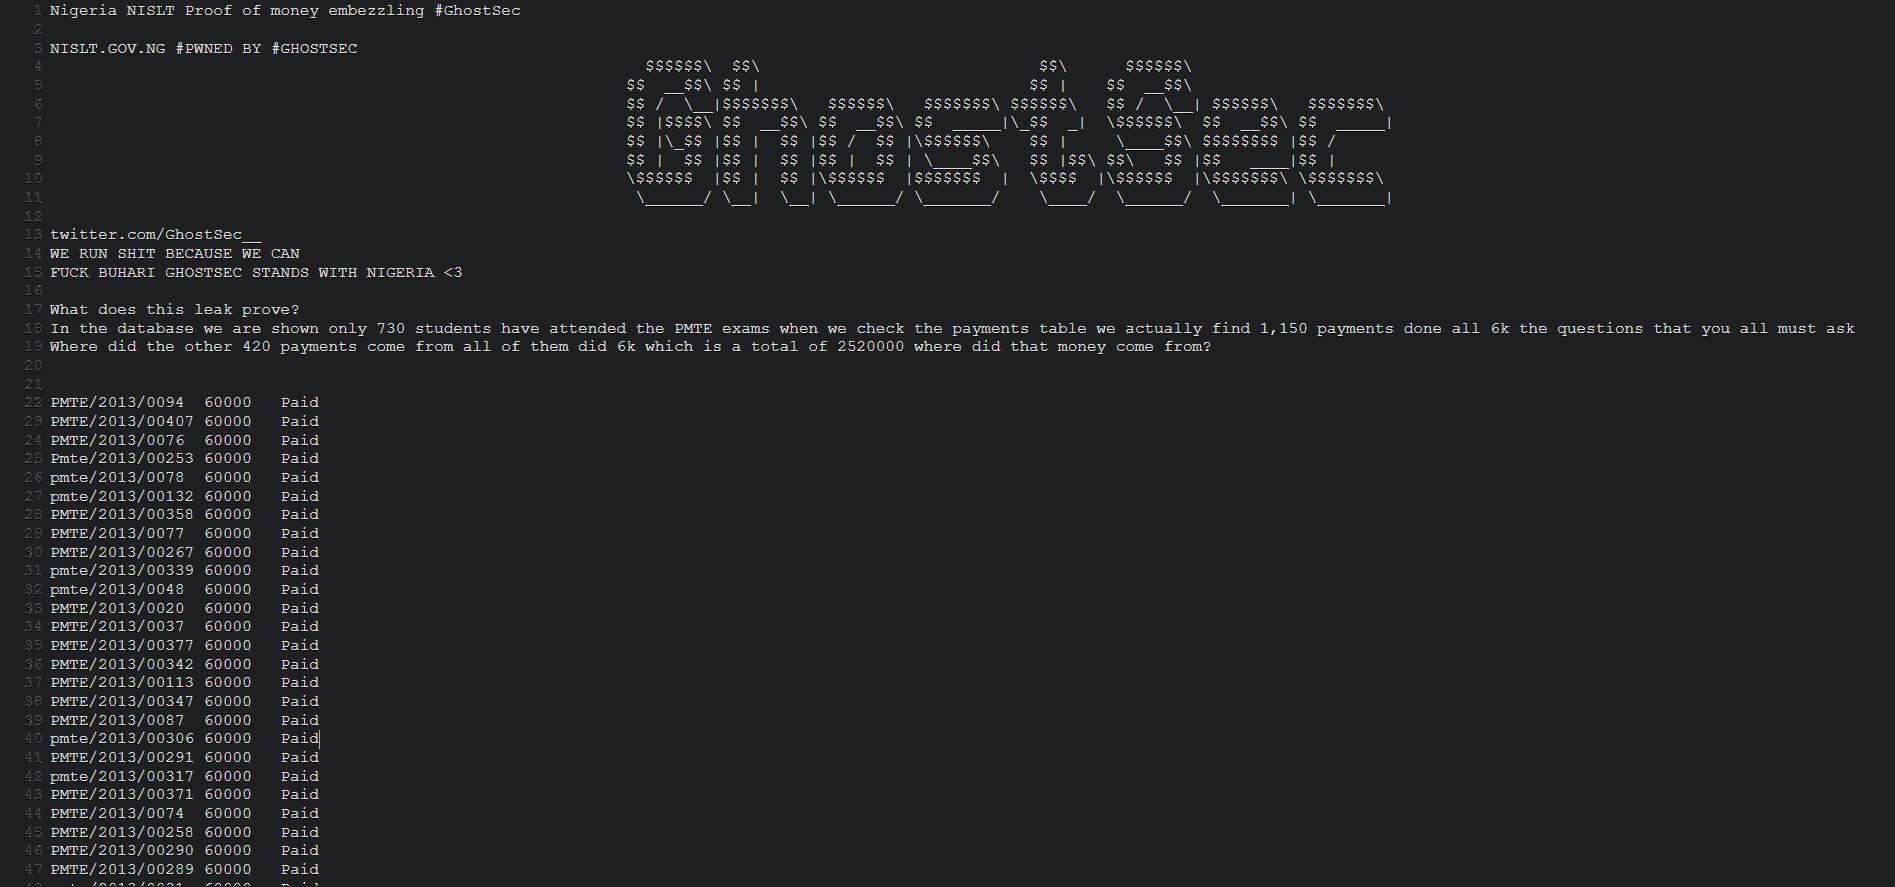 1 Nigeria NISLT Proof of money embezzling #GhostSec
2
3 NISLT.GOV.NG #PWNED BY #GHOSTSEC
4                $$$$$$\  $$\                             $$\      $$$$$$\
5              $$  __$$\ $$ |                            $$ |    $$  __$$\
6              $$ /  \__|$$$$$$$\   $$$$$$\   $$$$$$$\ $$$$$$\   $$ /  \__| $$$$$$\   $$$$$$$\
7              $$ |$$$$\ $$  __$$\ $$  __$$\ $$  _____|\_$$  _|  \$$$$$$\  $$  __$$\ $$  _____|
8              $$ |\_$$ |$$ |  $$ |$$ /  $$ |\$$$$$$\    $$ |     \____$$\ $$$$$$$$ |$$ /
9              $$ |  $$ |$$ |  $$ |$$ |  $$ | \____$$\   $$ |$$\ $$\   $$ |$$   ____|$$ |
10             \$$$$$$  |$$ |  $$ |\$$$$$$  |$$$$$$$  |  \$$$$  |\$$$$$$  |\$$$$$$$\ \$$$$$$$\
11              \______/ \__|  \__| \______/ \_______/    \____/  \______/  \_______| \_______|
12
13 twitter.com/GhostSec__
14 WE RUN SHIT BECAUSE WE CAN
15 FUCK BUHARI GHOSTSEC STANDS WITH NIGERIA <3
16
17 What does this leak prove?
18 In the database we are shown only 730 students have attended the PMTE exams when we check the payments table we actually find 1,150 payments done all 6k the questions that you all must ask
19 Where did the other 420 payments come from all of them did 6k which is a total of 2520000 where did that money come from?
20
21
22 PMTE/2013/0094 60000 Paid
23 PMTE/2013/00407 60000 Paid
24 PMTE/2013/0076 60000 Paid
25 Pmte/2013/00253 60000 Paid
26 pmte/2013/0078 60000 Paid
27 pmte/2013/00132 60000 Paid
28 PMTE/2013/00358 60000 Paid
29 PMTE/2013/0077 60000 Paid
30 PMTE/2013/00267 60000 Paid
31 pmte/2013/00339 60000 Paid
32 pmte/2013/0048 60000 Paid
33 PMTE/2013/0020 60000 Paid
34 PMTE/2013/0037 60000 Paid
35 PMTE/2013/00377 60000 Paid
36 PMTE/2013/00342 60000 Paid
37 PMTE/2013/00113 60000 Paid
38 PMTE/2013/00347 60000 Paid
39 PMTE/2013/0087 60000 Paid
40 pmte/2013/00306 60000 Paid
41 PMTE/2013/00291 60000 Paid
42 pmte/2013/00317 60000 Paid
43 PMTE/2013/00371 60000 Paid
44 PMTE/2013/0074 60000 Paid
45 PMTE/2013/00258 60000 Paid
46 PMTE/2013/00290 60000 Paid
47 PMTE/2013/00289 60000 Paid